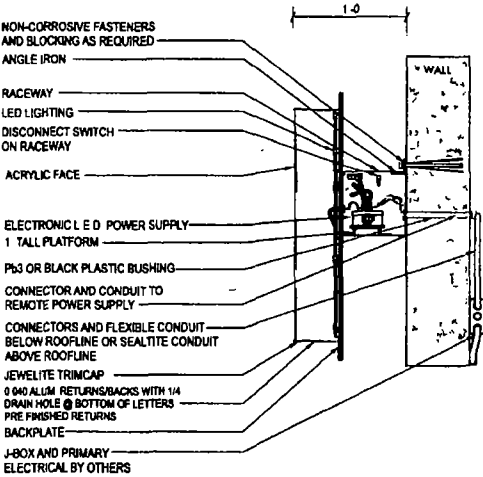 1-0
NON-CORROSIVE FASTENERS
AND BLOCKING AS REQUIRED
WALL
ANGLE IRON
RACEWAY
LED LIGHTING
DISCONNECT SWITCH
ON RACEWAY
ACRYLIC FACE
ELECTRONIC L E D POWER SUPPLY
1 TALL PLATFORM
Pb3 OR BLACK PLASTIC BUSHING
CONNECTOR AND CONDUIT TO
REMOTE POWER SUPPLY
CONNECTORS AND FLEXIBLE CONDUIT
BELOW ROOFLINE OR SEALTITE CONDUIT
ABOVE ROOFLINE
JEWELITE TRIMCAP
0 040 ALUM RETURNS/BACKS WITH 1/4
DRAIN HOLE @ BOTTOM OF LETTERS
PRE FINISHED RETURNS
BACKPLATE
J-BOX AND PRIMARY
ELECTRICAL BY OTHERS